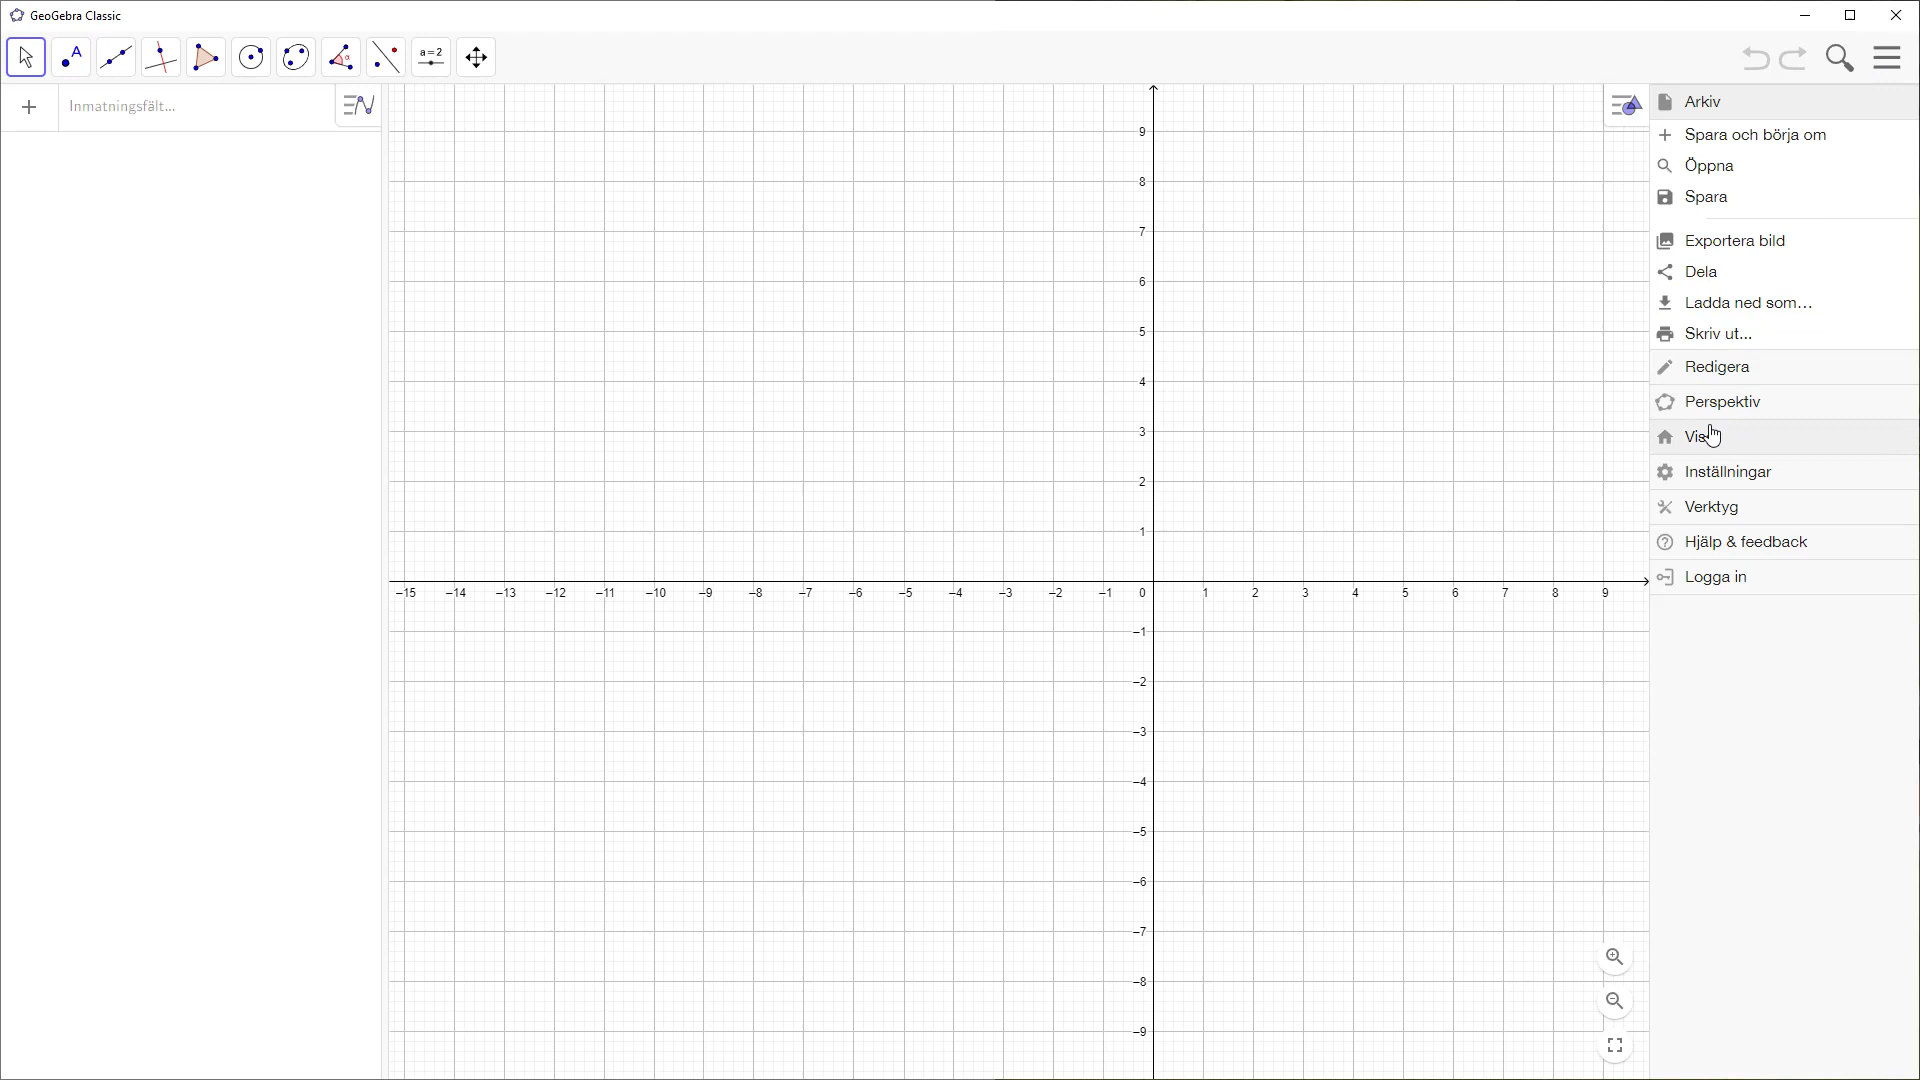 GeoGebra Classic
A
a=2
α
Inmatningsfält...
Arkiv
Spara och börja om
Öppna
Spara
Exportera bild
Dela
Ladda ned som...
Skriv ut...
Redigera
Perspektiv
Vis
Inställningar
Verktyg
Hjälp & feedback
Logga in
9
8
7
6
5
4
3
2
1
−15 −14 −13 −12 −11 −10 −9 −8 −7 −6 −5 −4 −3 −2 −1 0 1 2 3 4 5 6 7 8 9
−1
−2
−3
−4
−5
−6
−7
−8
−9